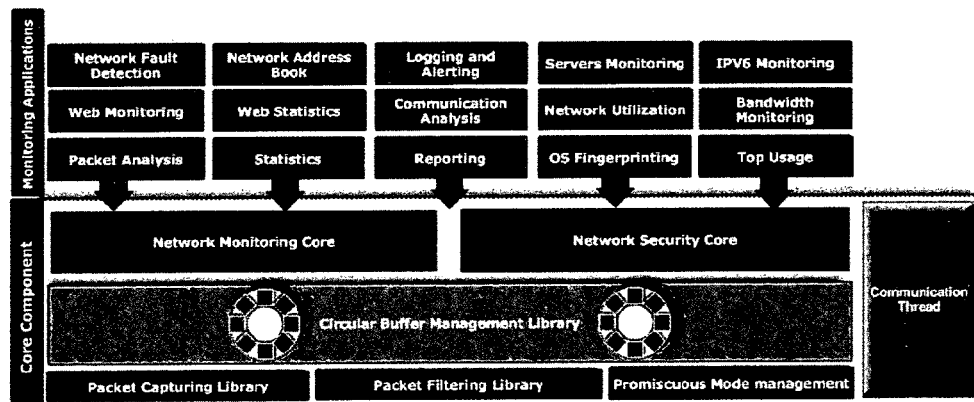 Monitoring Applications
Network Fault
Detection
Network Address
Book
Logging and
Alerting
Servers Monitoring
IPV6 Monitoring
Web Monitoring
Web Statistics
Communication
Analysis
Network Utilization
Bandwidth
Monitoring
Packet Analysis
Statistics
Reporting
OS Fingerprinting
Top Usage
Core Component
Network Monitoring Core
Network Security Core
Communication
Thread
Circular Buffer Management Library
Packet Capturing Library
Packet Filtering Library
Promiscuous Mode management